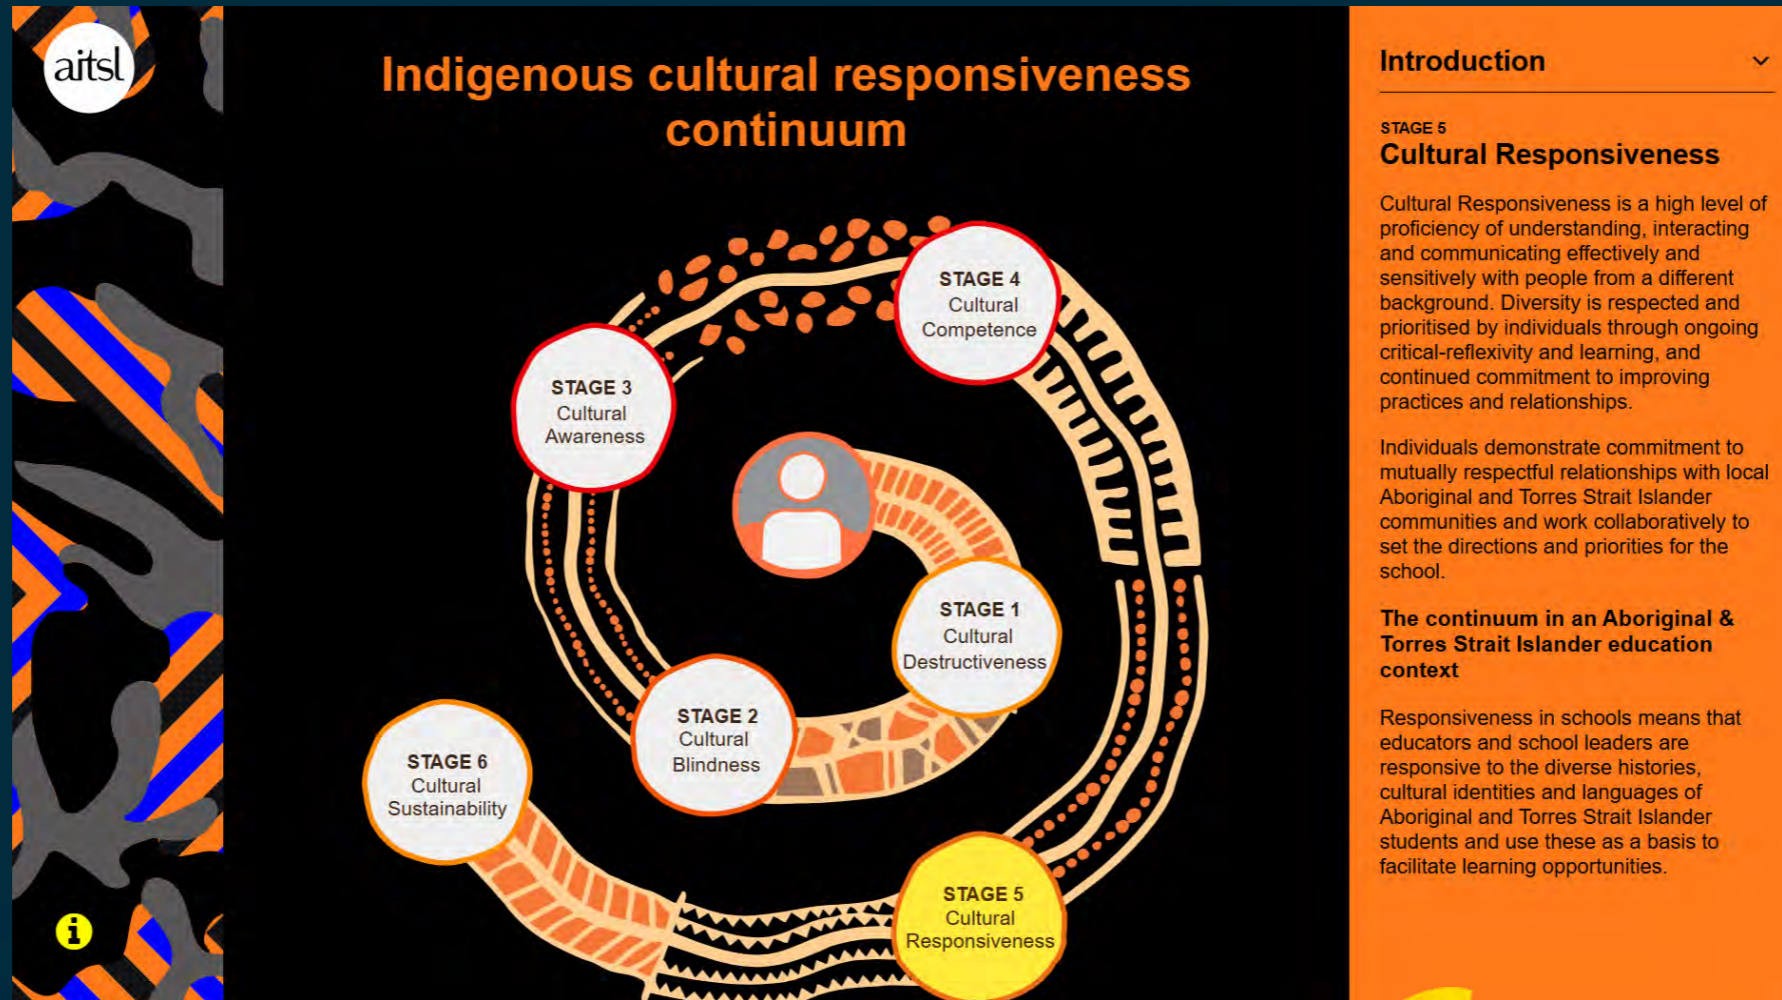 aitsl
Indigenous cultural responsiveness
continuum
STAGE 4
Cultural
Competence
STAGE 3
Cultural
Awareness
STAGE 1
Cultural
Destructiveness
STAGE 2
Cultural
Blindness
STAGE 6
Cultural
Sustainability
STAGE 5
Cultural
Responsiveness
i
Introduction
STAGE 5
Cultural Responsiveness
Cultural Responsiveness is a high level of
proficiency of understanding, interacting
and communicating effectively and
sensitively with people from a different
background. Diversity is respected and
prioritised by individuals through ongoing
critical-reflexivity and learning, and
continued commitment to improving
practices and relationships.
Individuals demonstrate commitment to
mutually respectful relationships with local
Aboriginal and Torres Strait Islander
communities and work collaboratively to
set the directions and priorities for the
school.
The continuum in an Aboriginal &
Torres Strait Islander education
context
Responsiveness in schools means that
educators and school leaders are
responsive to the diverse histories,
cultural identities and languages of
Aboriginal and Torres Strait Islander
students and use these as a basis to
facilitate learning opportunities.